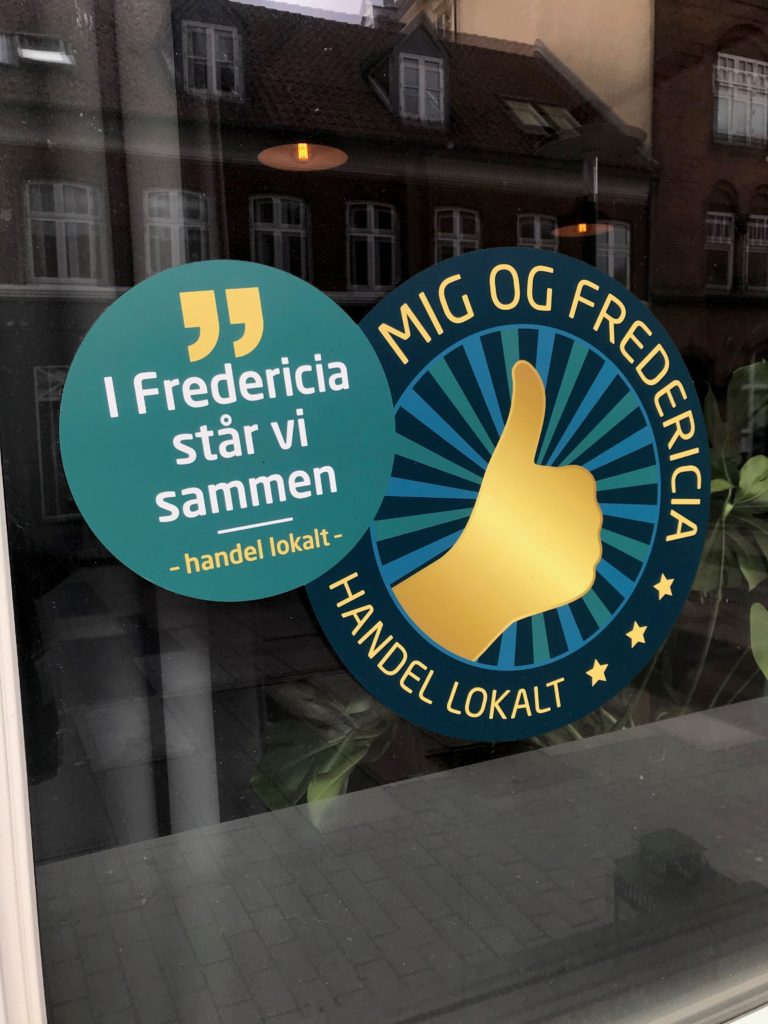 ”
I Fredericia
står vi
sammen
- handel lokalt -
MIG OG FREDERICIA
HANDEL LOKALT